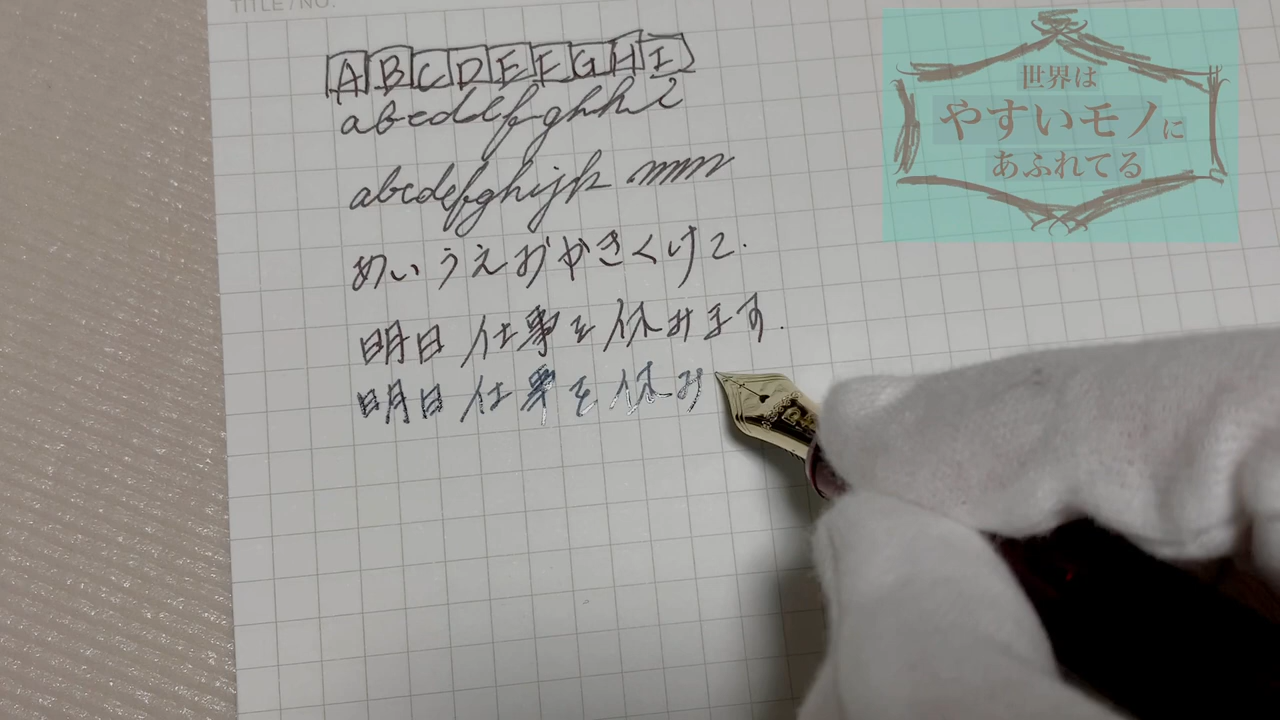 TITLE / NO.
ABCDEFGHI
abcdefghhi
abcdefghijk mmm
あいうえおかきくけこ.
明日 仕事を休みます.
明日 仕事を休み
世界は
やすいモノに
あふれてる